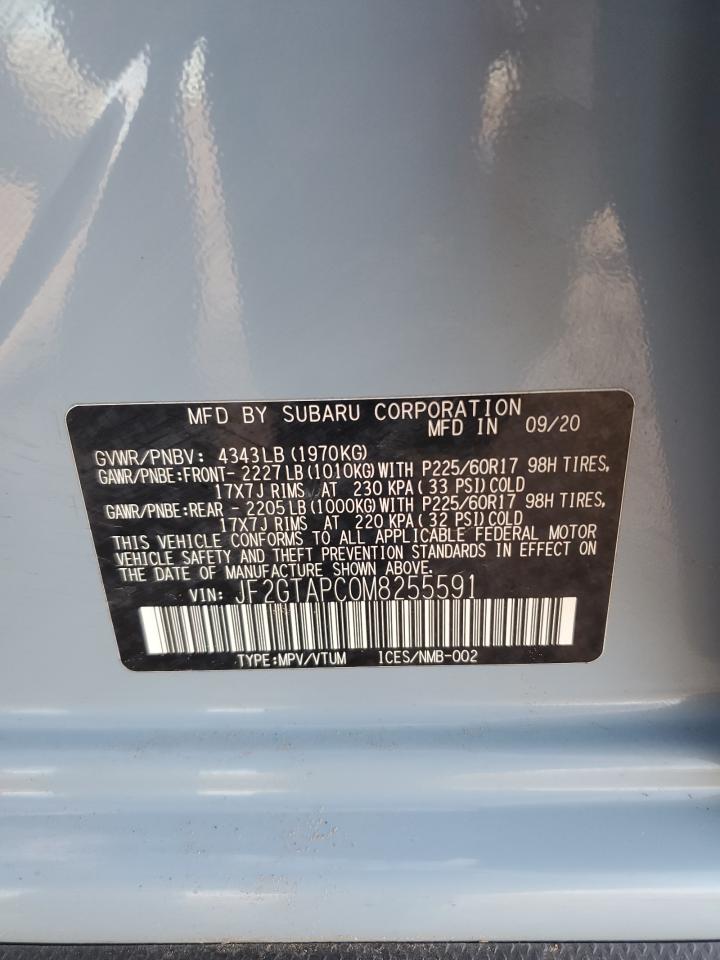 MFD BY SUBARU CORPORATION
MFD IN 09/20
GVWR/PNBV: 4343LB (1970KG)
GAWR/PNBE:FRONT- 2227LB(1010KG)WITH P225/60R17 98H TIRES,
17X7J RIMS AT 230 KPA (33 PSI)COLD
GAWR/PNBE:REAR - 2205LB(1000KG)WITH P225/60R17 98H TIRES,
17X7J RIMS AT 220 KPA (32 PSI)COLD
THIS VEHICLE CONFORMS TO ALL APPLICABLE FEDERAL MOTOR
VEHICLE SAFETY AND THEFT PREVENTION STANDARDS IN EFFECT ON
THE DATE OF MANUFACTURE SHOWN ABOVE.
VIN: JF2GTAPC0M8255591
TYPE:MPV/VTUM ICES/NMB-002